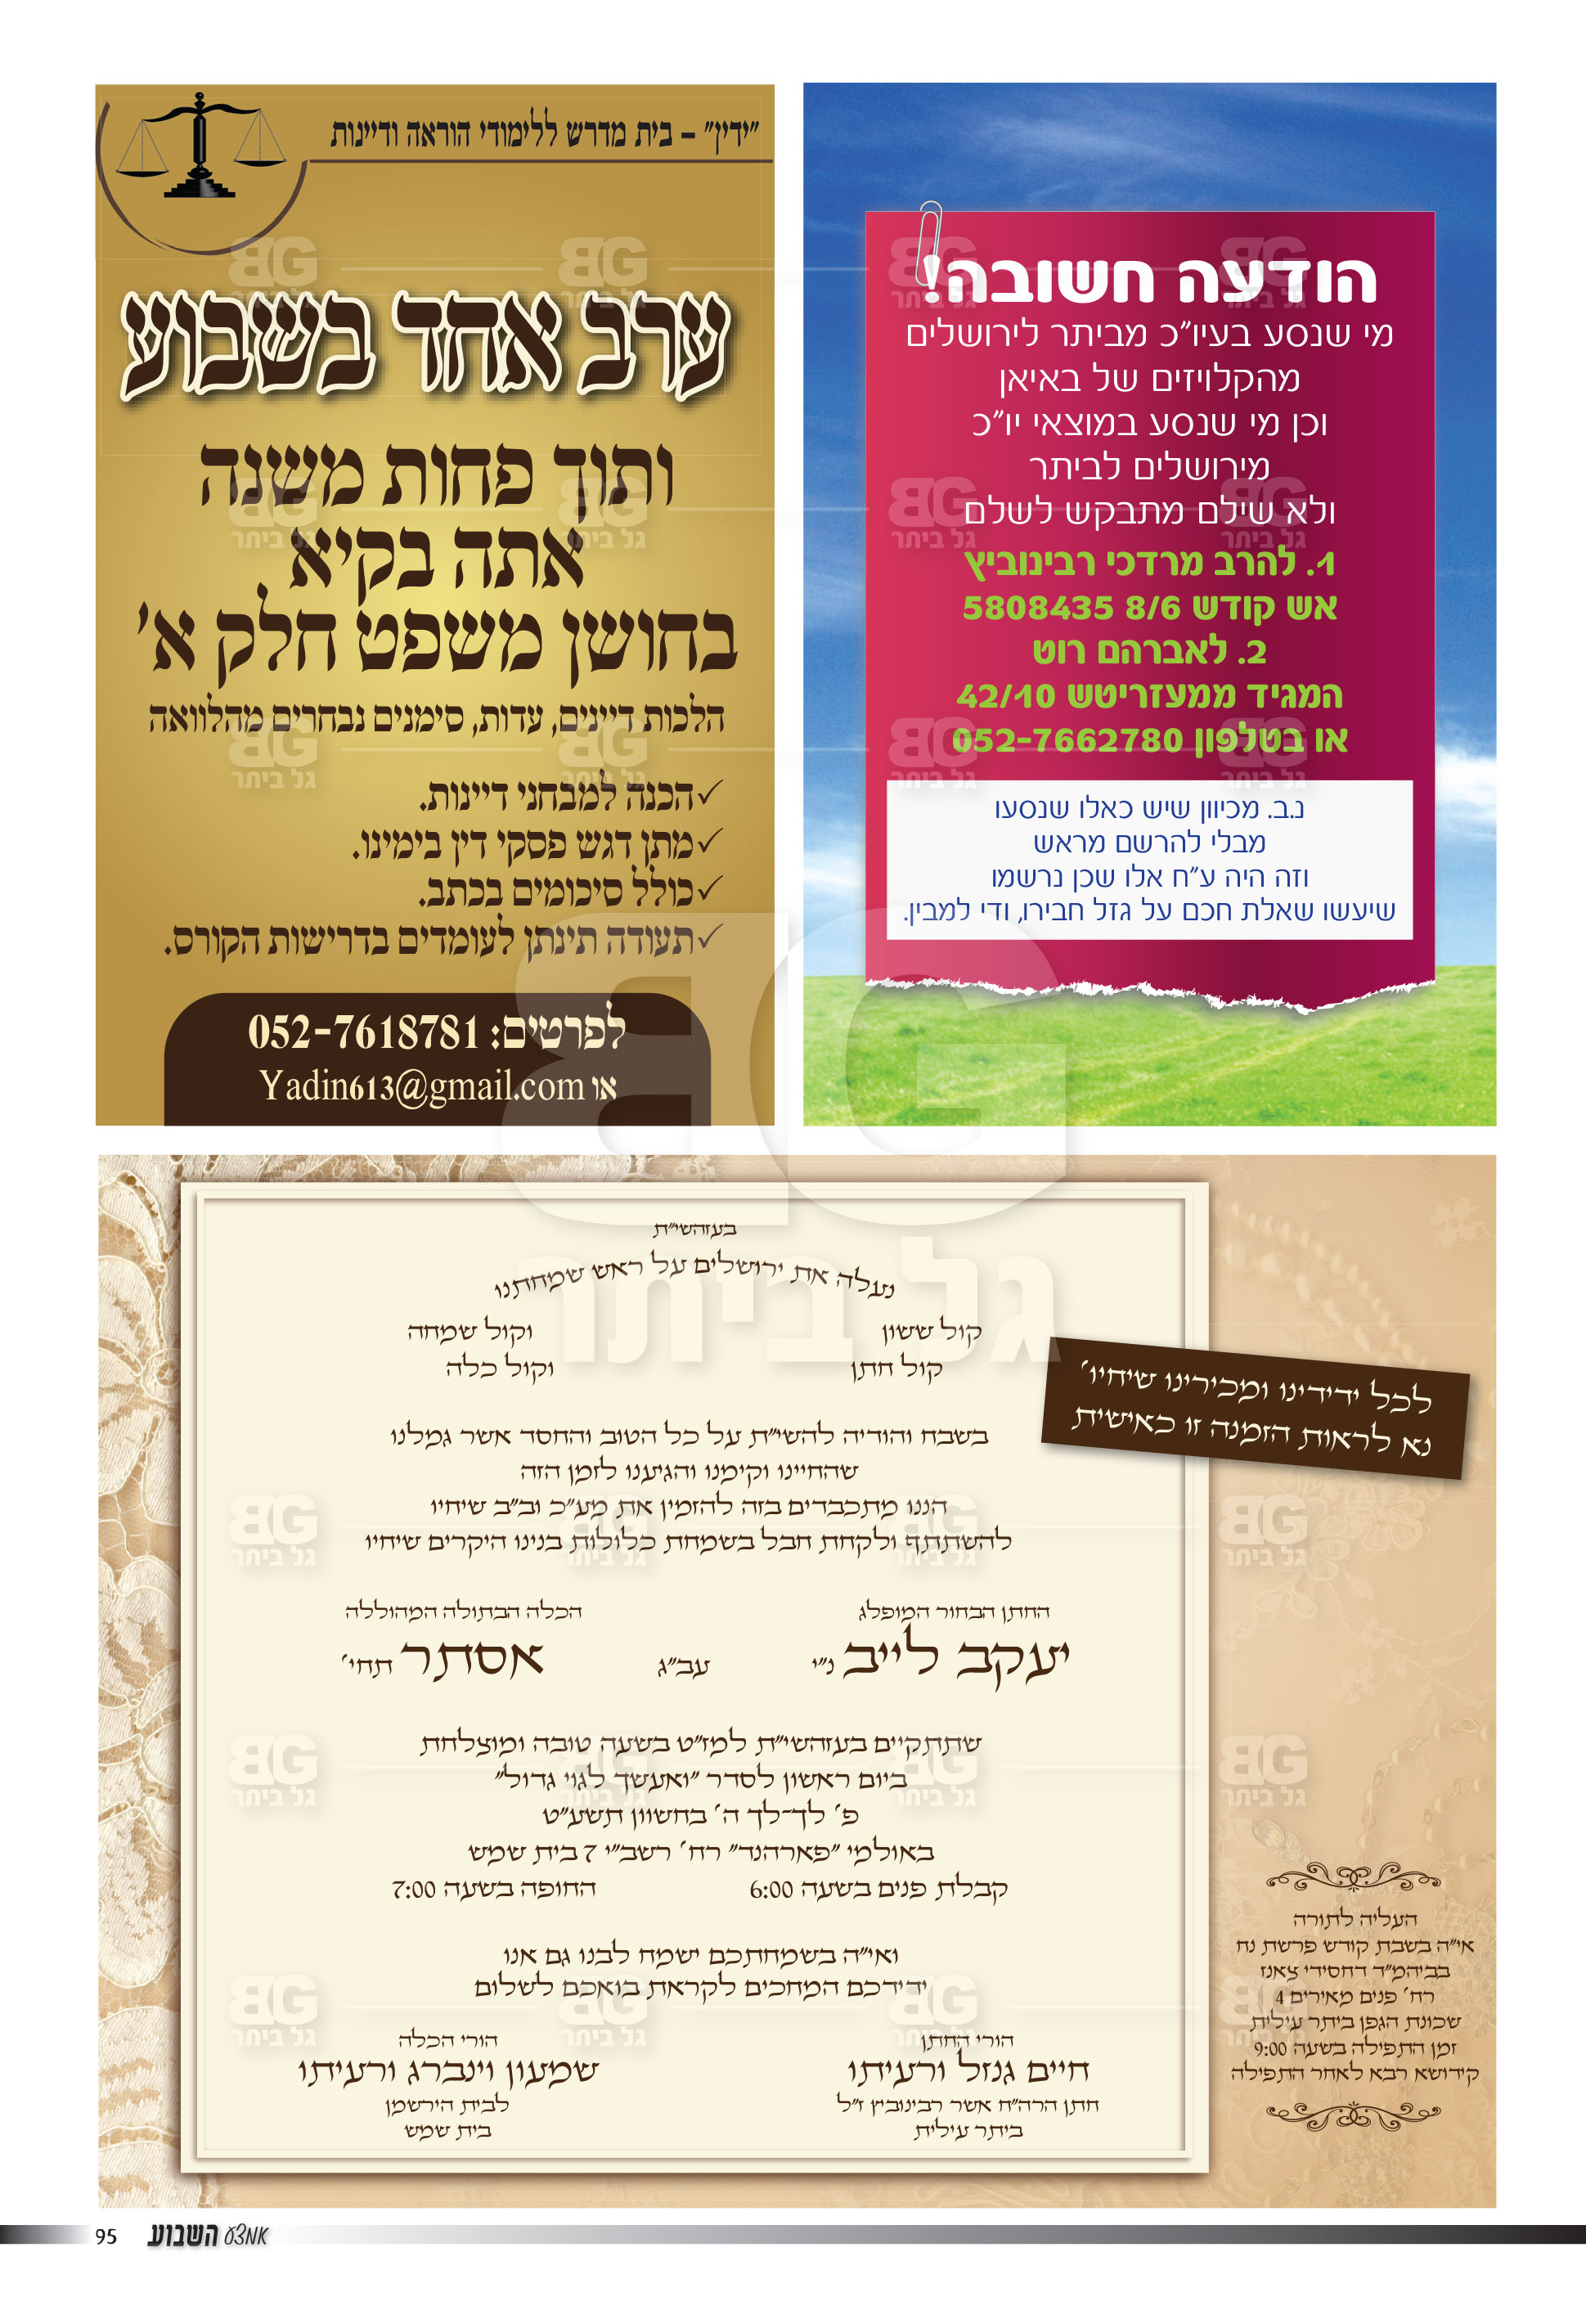 הודעה חשובה!
מי שנסע בעיו"כ מביתר לירושלים
מהקלויזים של באיאן
וכן מי שנסע במוצאי יו"כ
מירושלים לביתר
ולא שילם מתבקש לשלם
1. להרב מרדכי רבינוביץ
אש קודש 8/6 5808435
2. לאברהם רוט
המגיד ממעזריטש 42/10
או בטלפון 052-7662780
נ.ב. מכיוון שיש כאלו שנסעו
מבלי להרשם מראש
וזה היה ע"ח אלו שכן נרשמו
שיעשו שאלת חכם על גזל חבירו, ודי למבין.
"ידין" - בית מדרש ללימודי הוראה ודיינות
ערב אחד בשבוע
ותוך פחות משנה
אתה בקיא
בחושן משפט חלק א'
הלכות דיינים, עדות, סימנים נבחרים מהלוואה
✓הכנה למבחני דיינות.
✓מתן דגש פסקי דין בימינו.
✓כולל סיכומים בכתב.
✓תעודה תינתן לעומדים בדרישות הקורס.
לפרטים: 052-7618781
או Yadin613@gmail.com
בעזהשי"ת
נעלה את ירושלים על ראש שמחתנו
קול ששון וקול שמחה
קול חתן וקול כלה
לכל ידידינו ומכירינו שיחיו'
נא לראות הזמנה זו כאישית
בשבח והודיה להשי"ת על כל הטוב והחסד אשר גמלנו
שהחיינו וקימנו והגיענו לזמן הזה
הננו מתכבדים בזה להזמין את מע"כ וב"ב שיחיו
להשתתף ולקחת חבל בשמחת כלולות בנינו היקרים שיחיו
החתן הבחור המופלג הכלה הבתולה המהוללה
יעקב לייב נ"י עב"ג אסתר תחי'
שתתקיים בעזהשי"ת למז"ט בשעה טובה ומוצלחת
ביום ראשון לסדר "ואעשך לגוי גדול"
פ' לך-לך ה' בחשוון תשע"ט
באולמי "פארהנד" רח' רשב"י 7 בית שמש
קבלת פנים בשעה 6:00 החופה בשעה 7:00
ואי"ה בשמחתכם ישמח לבנו גם אנו
ידידכם המחכים לקראת בואכם לשלום
הורי החתן הורי הכלה
חיים גנזל ורעיתו שמעון וינברג ורעיתו
חתן הרה"ח אשר רבינוביץ ז"ל לבית הירשמן
ביתר עילית בית שמש
העליה לתורה
אי"ה בשבת קודש פרשת נח
בביהמ"ד דחסידי צאנז
רח' פנים מאירים 4
שכונת הגפן ביתר עילית
זמן התפילה בשעה 9:00
קידושא רבא לאחר התפילה
BG גל ביתר
אמצע השבוע 95